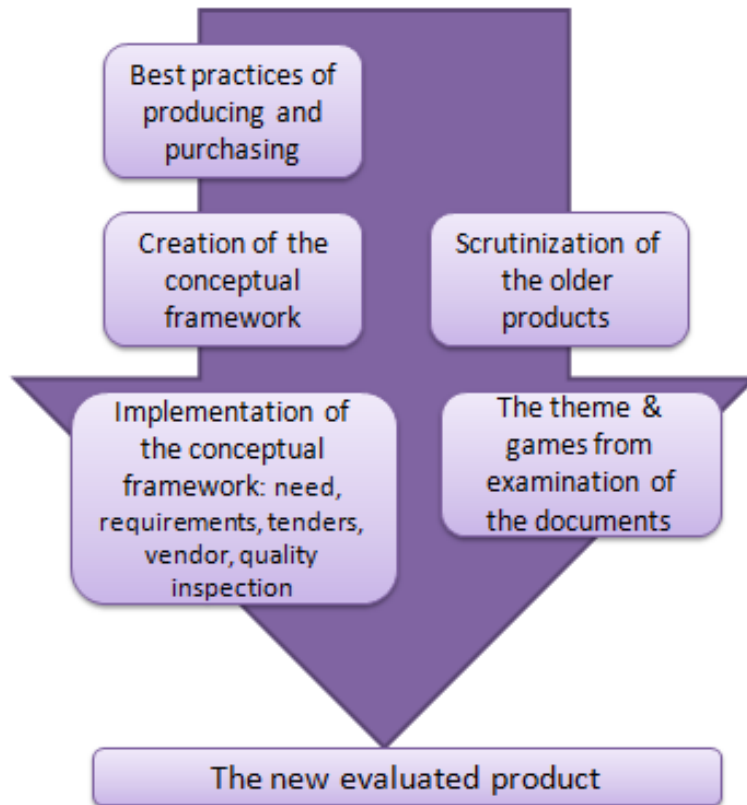 Best practices of
producing and
purchasing
Creation of the
conceptual
framework
Scrutinization of
the older
products
Implementation of
the conceptual
framework: need,
requirements, tenders,
vendor, quality
inspection
The theme &
games from
examination of
the documents
The new evaluated product